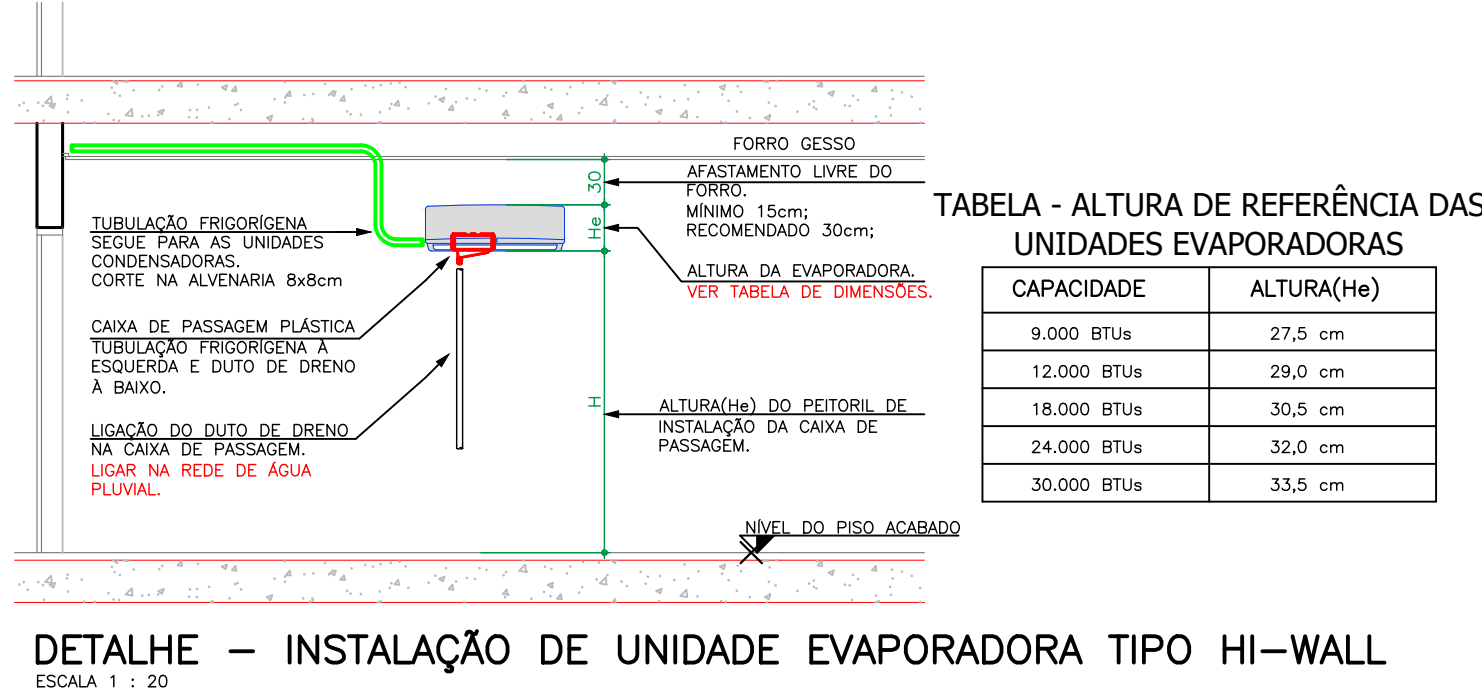 FORRO GESSO
30
AFASTAMENTO LIVRE DO
FORRO.
MÍNIMO 15cm;
RECOMENDADO 30cm;
He
ALTURA DA EVAPORADORA.
VER TABELA DE DIMENSÕES.
TUBULAÇÃO FRIGORÍGENA
SEGUE PARA AS UNIDADES
CONDENSADORAS.
CORTE NA ALVENARIA 8x8cm
CAIXA DE PASSAGEM PLÁSTICA
TUBULAÇÃO FRIGORÍGENA À
ESQUERDA E DUTO DE DRENO
À BAIXO.
LIGAÇÃO DO DUTO DE DRENO
NA CAIXA DE PASSAGEM.
LIGAR NA REDE DE ÁGUA
PLUVIAL.
H
ALTURA(He) DO PEITORIL DE
INSTALAÇÃO DA CAIXA DE
PASSAGEM.
NÍVEL DO PISO ACABADO
TABELA - ALTURA DE REFERÊNCIA DAS
UNIDADES EVAPORADORAS
CAPACIDADE ALTURA(He)
9.000 BTUs 27,5 cm
12.000 BTUs 29,0 cm
18.000 BTUs 30,5 cm
24.000 BTUs 32,0 cm
30.000 BTUs 33,5 cm
DETALHE – INSTALAÇÃO DE UNIDADE EVAPORADORA TIPO HI–WALL
ESCALA 1 : 20